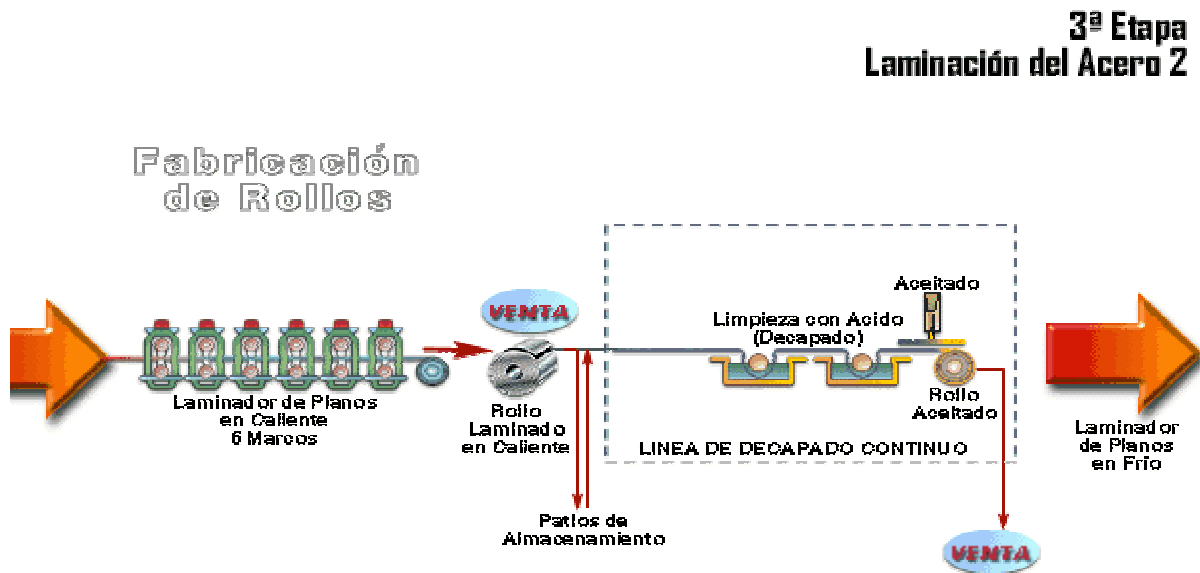 3ª Etapa
Laminación del Acero 2
Fabricación
de Rollos
VENTA
Laminador de Planos
en Caliente
6 Marcos
Rollo
Laminado
en Caliente
Patios de
Almacenamiento
Limpieza con Acido
(Decapado)
Aceitado
Rollo
Aceitado
LINEA DE DECAPADO CONTINUO
VENTA
Laminador
de Planos
en Frio